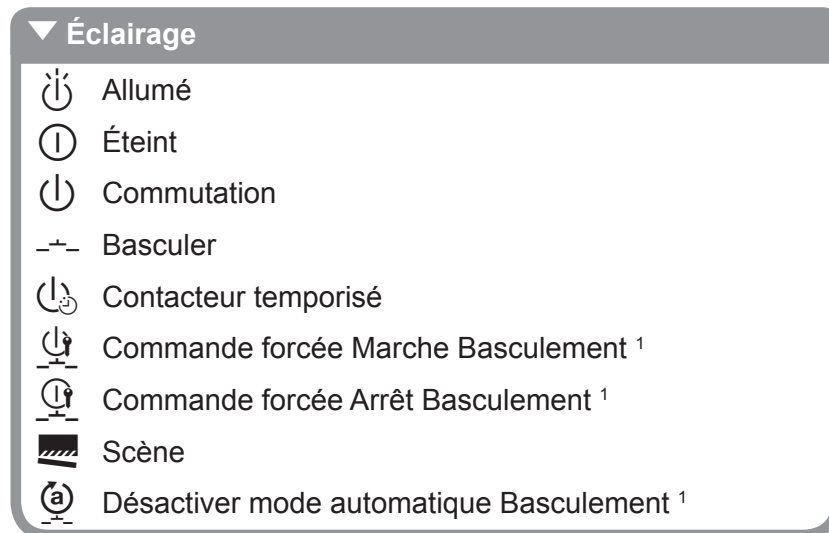 Éclairage
Allumé
Éteint
Commutation
Basculer
Contacteur temporisé
Commande forcée Marche Basculement ¹
Commande forcée Arrêt Basculement ¹
Scène
a Désactiver mode automatique Basculement ¹